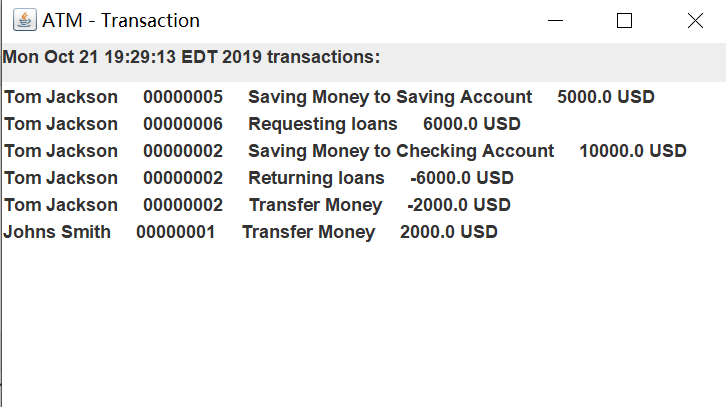 ATM - Transaction
Mon Oct 21 19:29:13 EDT 2019 transactions:
Tom Jackson 00000005 Saving Money to Saving Account 5000.0 USD
Tom Jackson 00000006 Requesting loans 6000.0 USD
Tom Jackson 00000002 Saving Money to Checking Account 10000.0 USD
Tom Jackson 00000002 Returning loans -6000.0 USD
Tom Jackson 00000002 Transfer Money -2000.0 USD
Johns Smith 00000001 Transfer Money 2000.0 USD